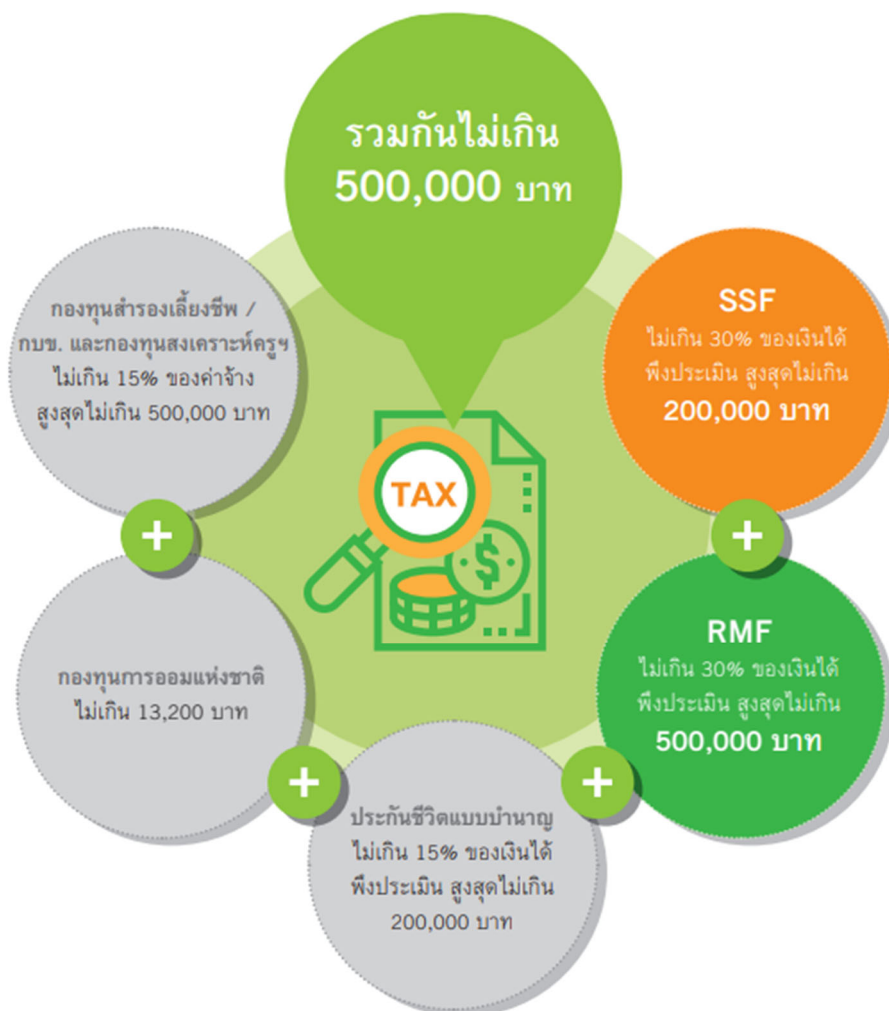 รวมกันไม่เกิน
500,000 บาท
กองทุนสำรองเลี้ยงชีพ /
กบข. และกองทุนสงเคราะห์ครูฯ
ไม่เกิน 15% ของค่าจ้าง
สูงสุดไม่เกิน 500,000 บาท
SSF
ไม่เกิน 30% ของเงินได้
พึงประเมิน สูงสุดไม่เกิน
200,000 บาท
TAX
$
+
+
กองทุนการออมแห่งชาติ
ไม่เกิน 13,200 บาท
RMF
ไม่เกิน 30% ของเงินได้
พึงประเมิน สูงสุดไม่เกิน
500,000 บาท
+
+
ประกันชีวิตแบบบำนาญ
ไม่เกิน 15% ของเงินได้
พึงประเมิน สูงสุดไม่เกิน
200,000 บาท